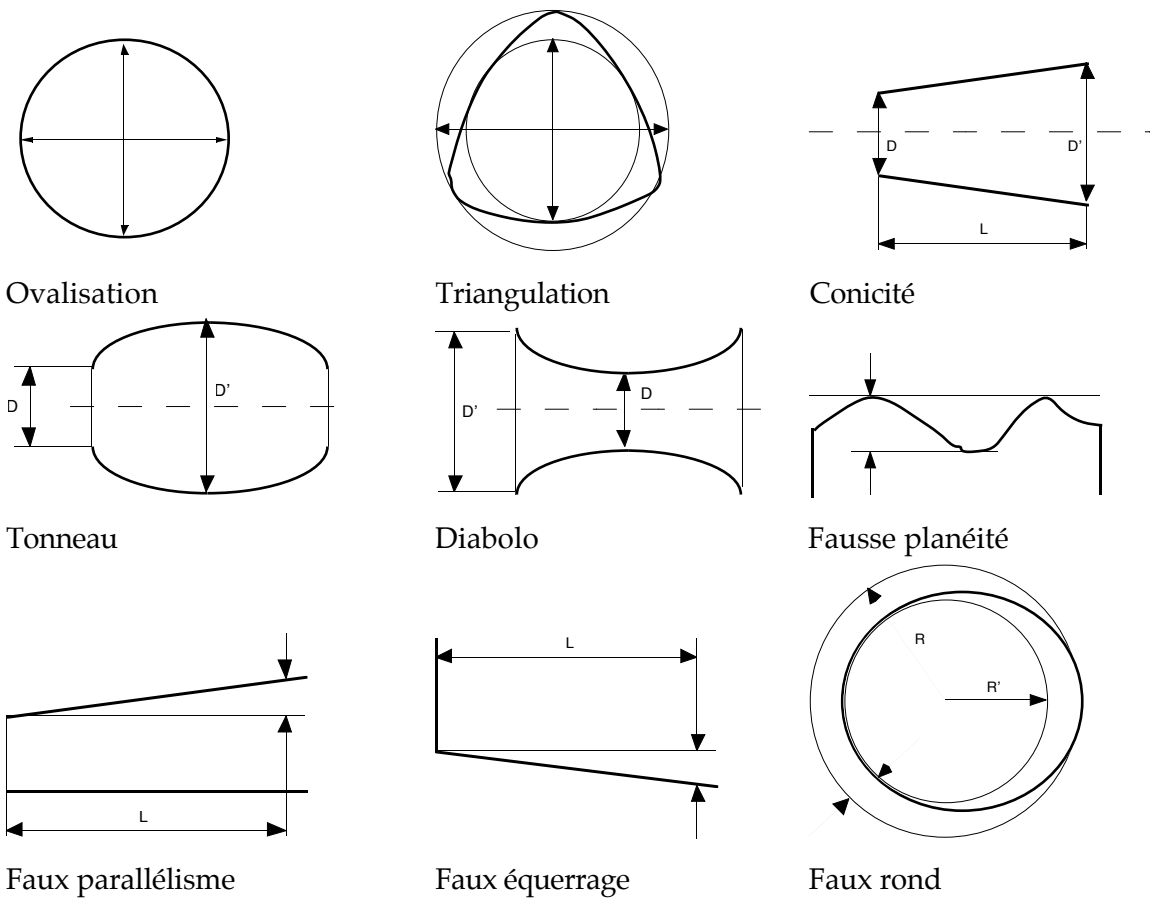 D
D'
L
Ovalisation
Triangulation
Conicité
D
D'
D'
D
Tonneau
Diabolo
Fausse planéité
L
L
R
R'
Faux parallélisme
Faux équerrage
Faux rond